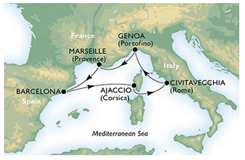 France
GENOA
(Portofino)
MARSEILLE
(Provence)
Italy
BARCELONA
Spain
AJACCIO
(Corsica)
CIVITAVECCHIA
(Rome)
Mediterranean Sea